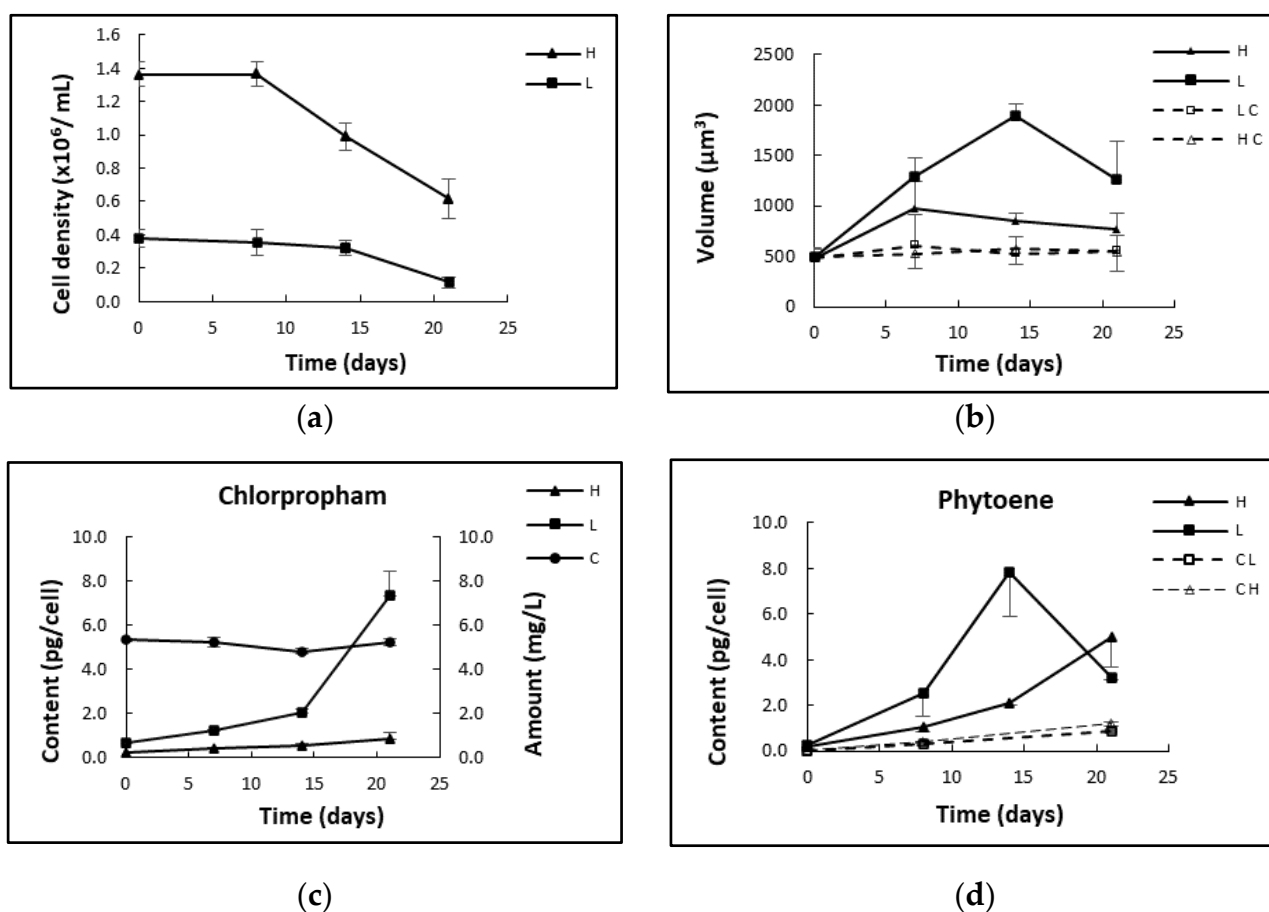 1.6
1.4
1.2
1.0
0.8
0.6
0.4
0.2
0.0
Cell density (x10⁶/ mL)
0 5 10 15 20 25
Time (days)
H
L
(a)
2500
2000
1500
1000
500
0
Volume (μm³)
0 5 10 15 20 25
Time (days)
H
L
L C
H C
(b)
Chlorpropham
10.0
8.0
6.0
4.0
2.0
0.0
Content (pg/cell)
10.0
8.0
6.0
4.0
2.0
0.0
Amount (mg/L)
0 5 10 15 20 25
Time (days)
H
L
C
(c)
Phytoene
10.0
8.0
6.0
4.0
2.0
0.0
Content (pg/cell)
0 5 10 15 20 25
Time (days)
H
L
C L
C H
(d)